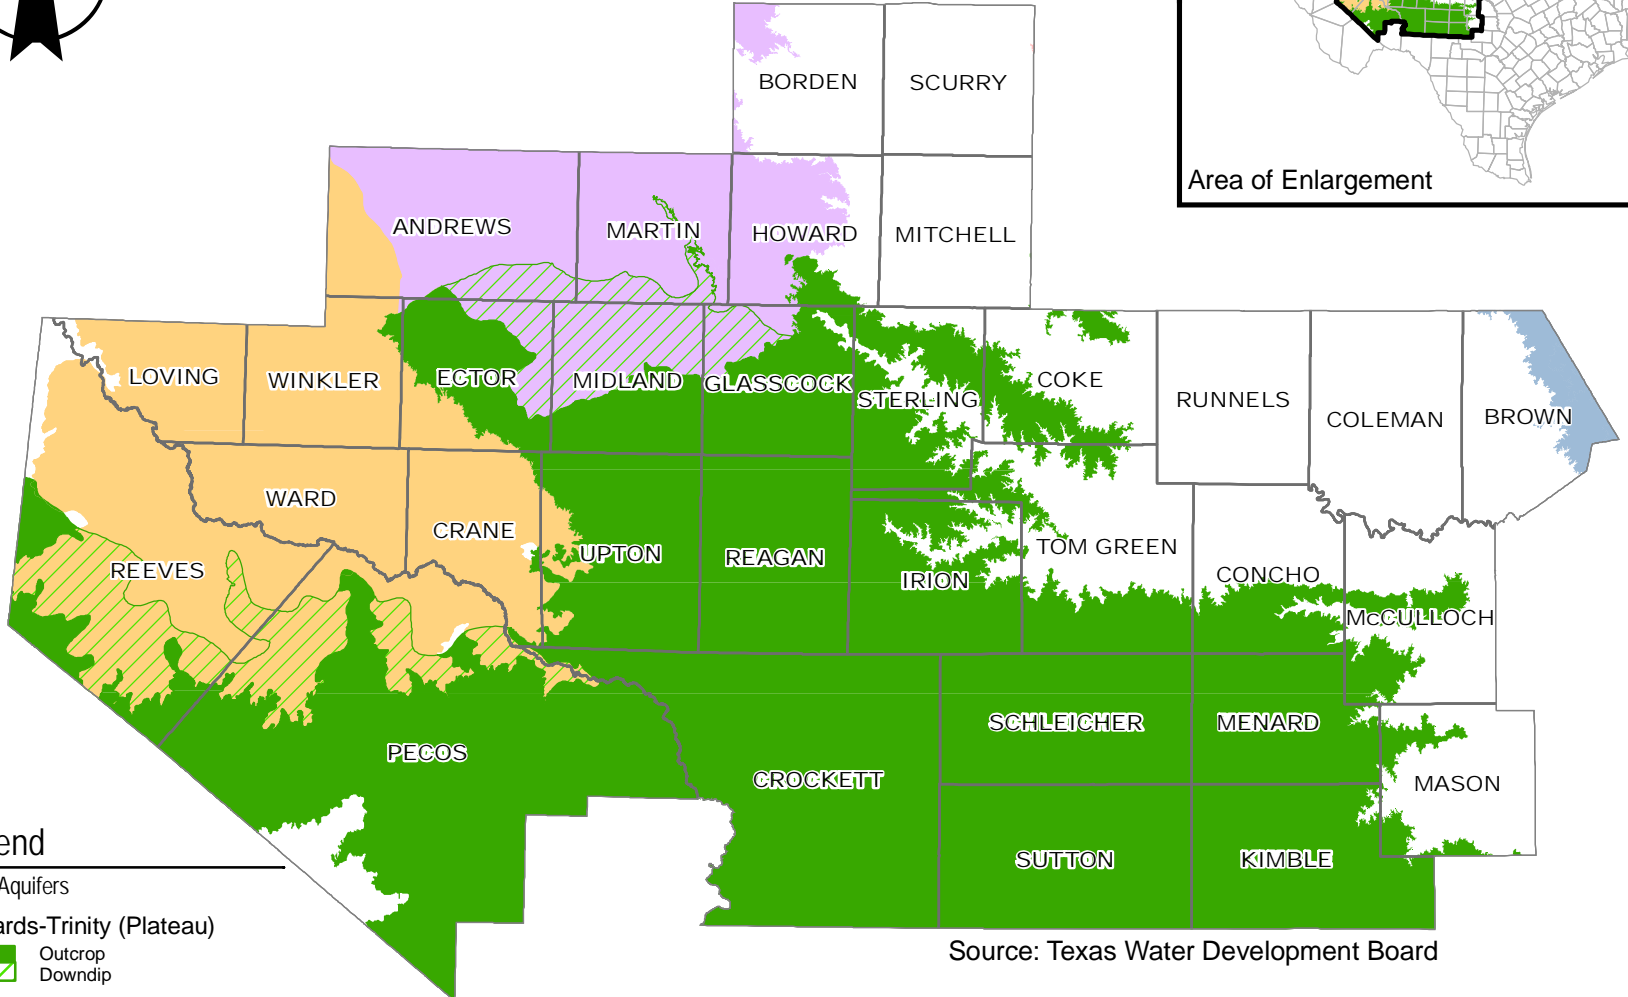 BORDEN
SCURRY
Area of Enlargement
ANDREWS
MARTIN
HOWARD
MITCHELL
LOVING
WINKLER
ECTOR
MIDLAND
GLASSCOCK
STERLING
COKE
RUNNELS
COLEMAN
BROWN
WARD
CRANE
REEVES
UPTON
REAGAN
IRION
TOM GREEN
CONCHO
McCULLOCH
PECOS
CROCKETT
SCHLEICHER
MENARD
MASON
SUTTON
KIMBLE
end
Aquifers
ards-Trinity (Plateau)
Outcrop
Downdip
Source: Texas Water Development Board